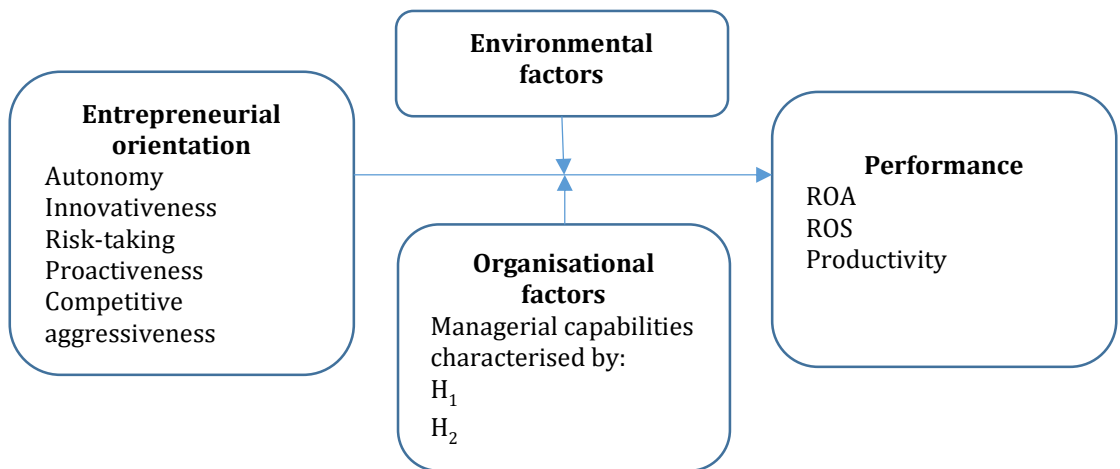 Environmental
factors
Entrepreneurial
orientation
Autonomy
Innovativeness
Risk-taking
Proactiveness
Competitive
aggressiveness
Organisational
factors
Managerial capabilities
characterised by:
H₁
H₂
Performance
ROA
ROS
Productivity